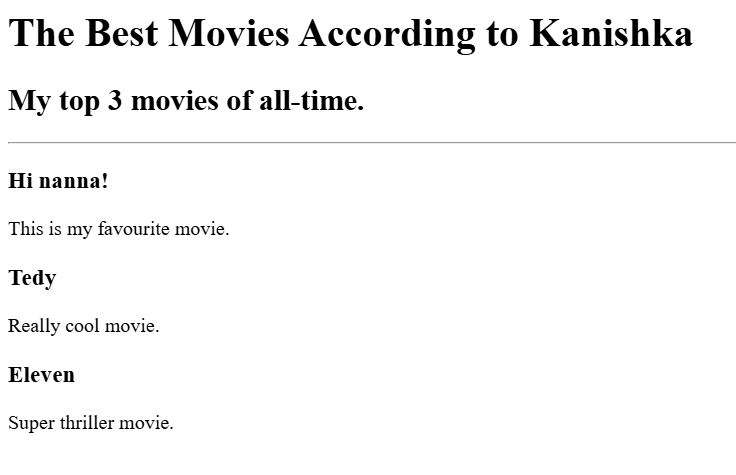 The Best Movies According to Kanishka
My top 3 movies of all-time.
Hi nanna!
This is my favourite movie.
Tedy
Really cool movie.
Eleven
Super thriller movie.